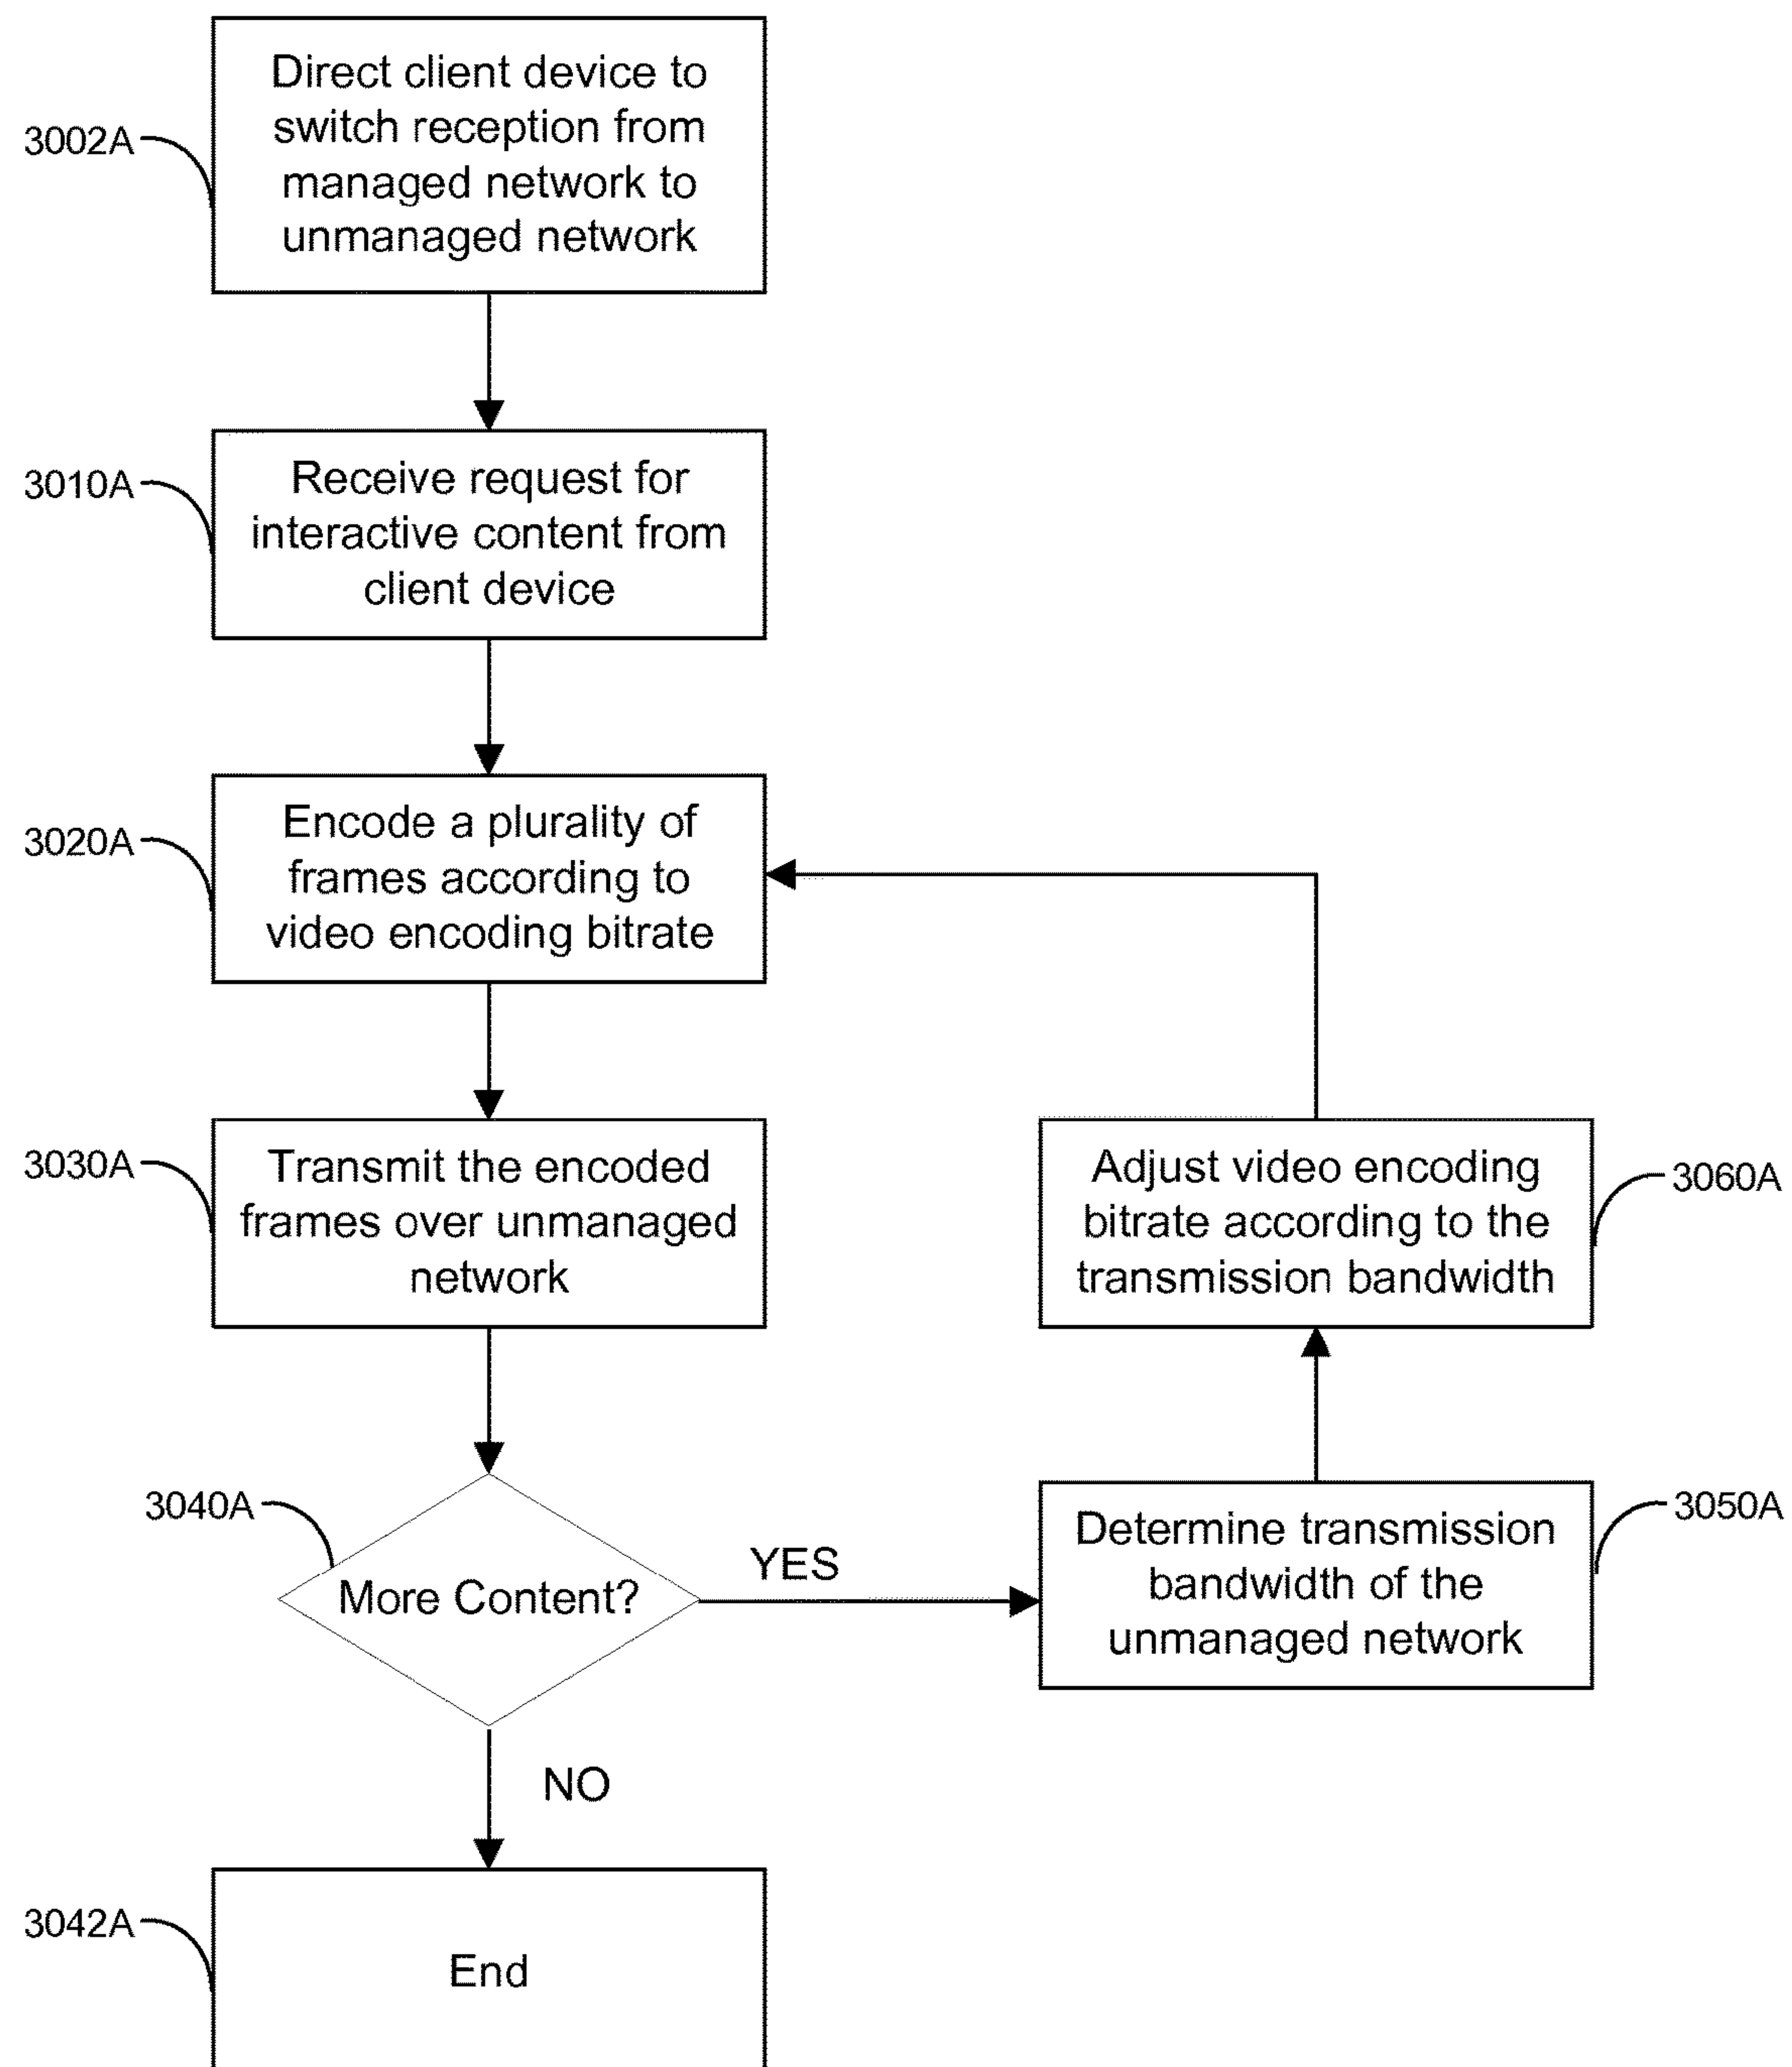 3002A
Direct client device to
switch reception from
managed network to
unmanaged network
3010A
Receive request for
interactive content from
client device
3020A
Encode a plurality of
frames according to
video encoding bitrate
3030A
Transmit the encoded
frames over unmanaged
network
Adjust video encoding
bitrate according to the
transmission bandwidth
3060A
3040A
More Content?
YES
Determine transmission
bandwidth of the
unmanaged network
3050A
NO
3042A
End